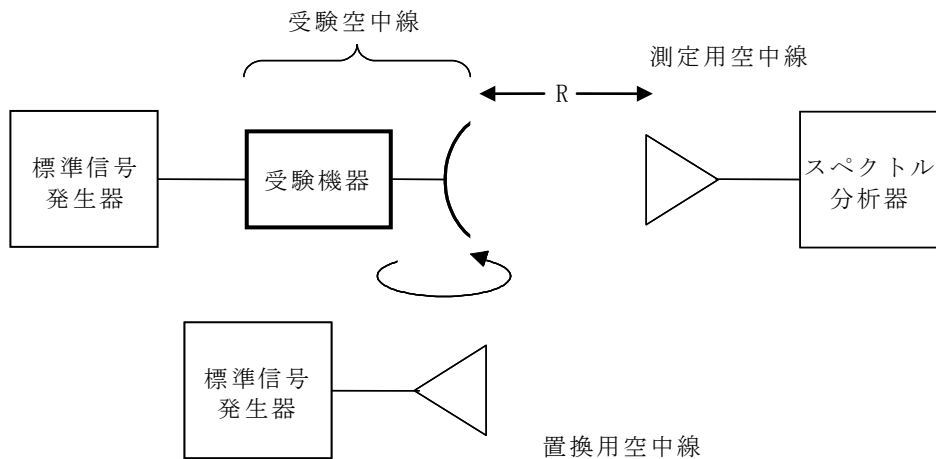 受験空中線
測定用空中線
R
標準信号
発生器
受験機器
スペクトル
分析器
標準信号
発生器
置換用空中線